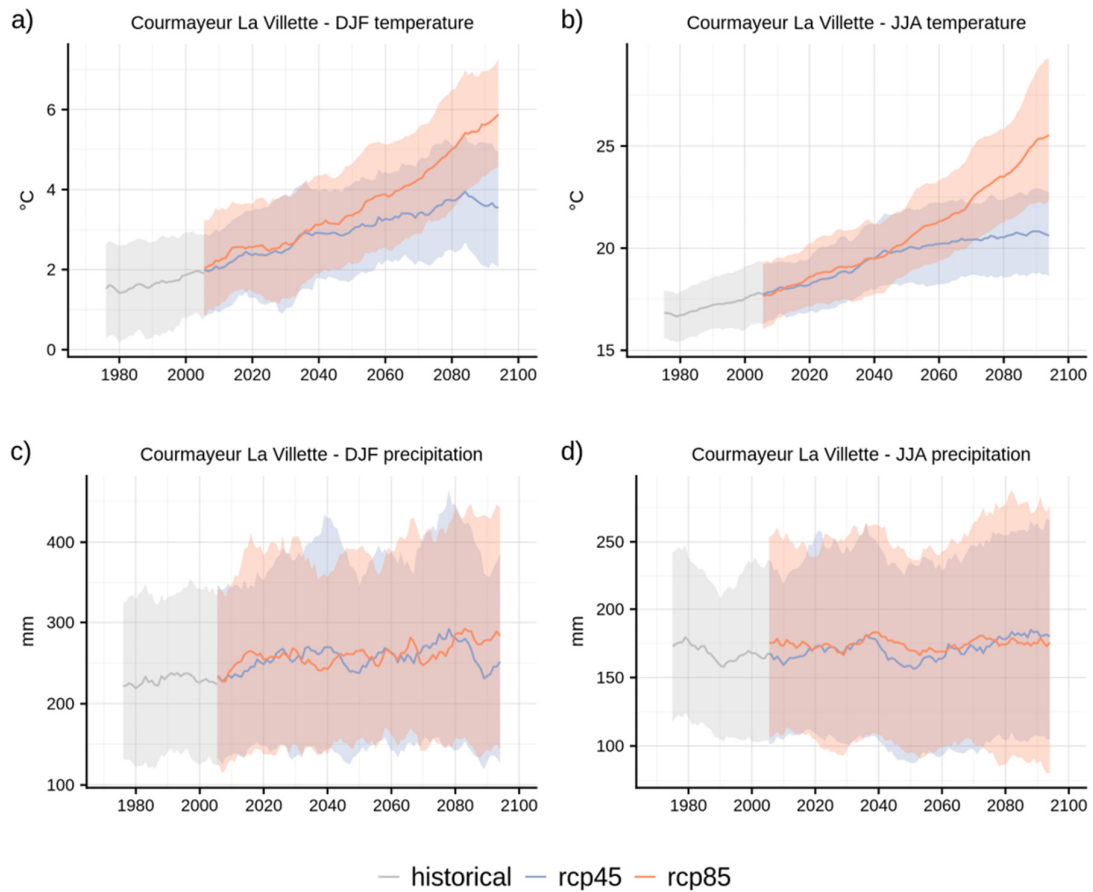 a)
Courmayeur La Villette - DJF temperature
°C
6
4
2
0
1980 2000 2020 2040 2060 2080 2100
b)
Courmayeur La Villette - JJA temperature
°C
25
20
15
1980 2000 2020 2040 2060 2080 2100
c)
Courmayeur La Villette - DJF precipitation
mm
400
300
200
100
1980 2000 2020 2040 2060 2080 2100
d)
Courmayeur La Villette - JJA precipitation
mm
250
200
150
100
1980 2000 2020 2040 2060 2080 2100
historical rcp45 rcp85